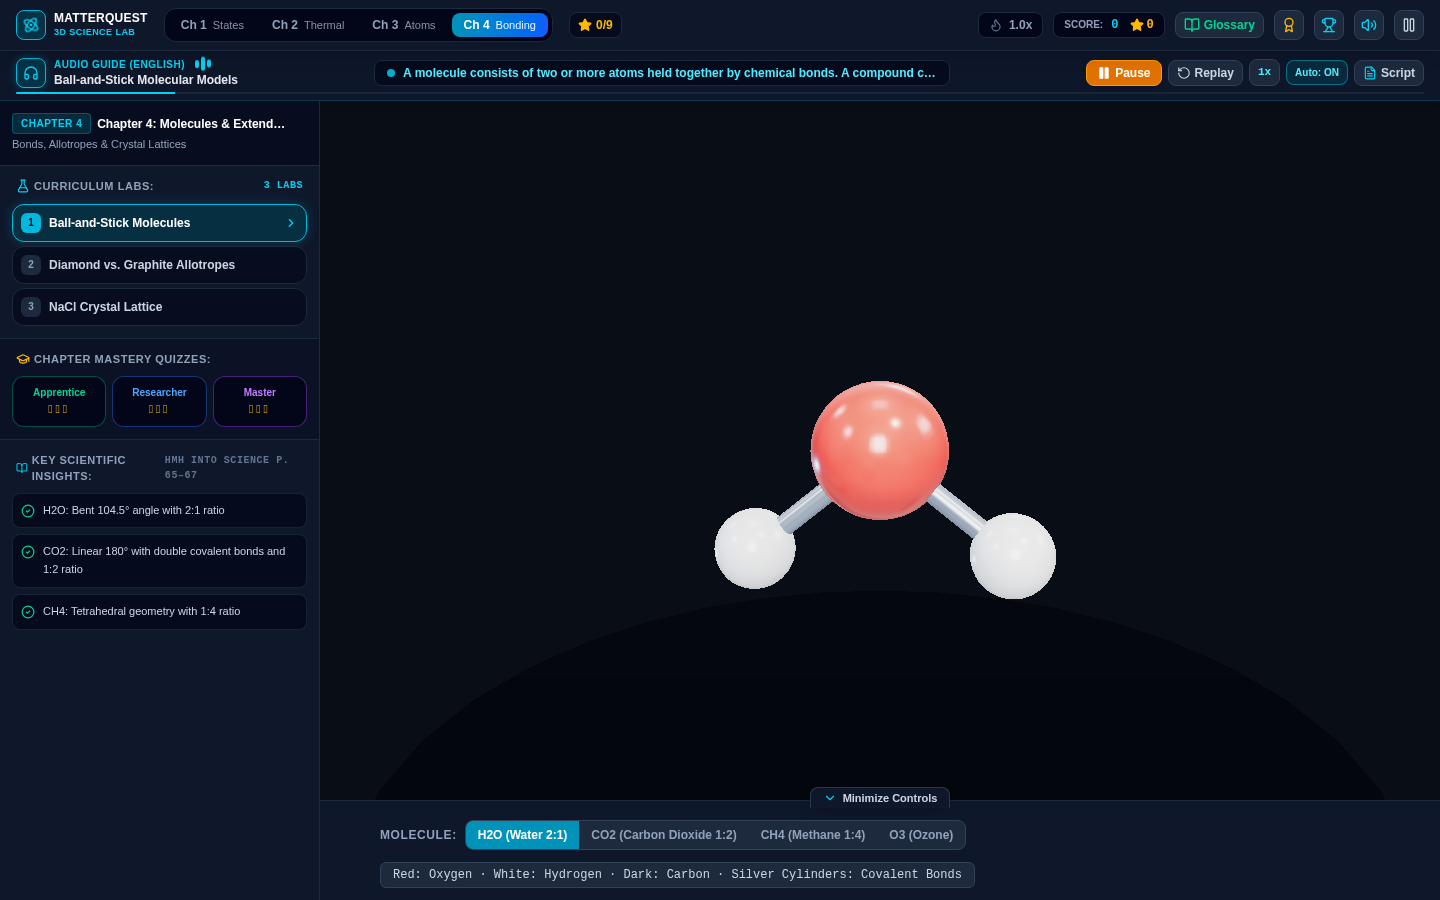 MATTERQUEST
3D SCIENCE LAB
Ch 1 States
Ch 2 Thermal
Ch 3 Atoms
Ch 4 Bonding
0/9
1.0x
SCORE: 0 0
Glossary
AUDIO GUIDE (ENGLISH)
Ball-and-Stick Molecular Models
A molecule consists of two or more atoms held together by chemical bonds. A compound c...
Pause
Replay
1x
Auto: ON
Script
CHAPTER 4
Chapter 4: Molecules & Extend...
Bonds, Allotropes & Crystal Lattices
CURRICULUM LABS:
3 LABS
1 Ball-and-Stick Molecules
2 Diamond vs. Graphite Allotropes
3 NaCl Crystal Lattice
CHAPTER MASTERY QUIZZES:
Apprentice
Researcher
Master
KEY SCIENTIFIC
INSIGHTS:
HMH INTO SCIENCE P.
65–67
H2O: Bent 104.5° angle with 2:1 ratio
CO2: Linear 180° with double covalent bonds and
1:2 ratio
CH4: Tetrahedral geometry with 1:4 ratio
Minimize Controls
MOLECULE:
H2O (Water 2:1)
CO2 (Carbon Dioxide 1:2)
CH4 (Methane 1:4)
O3 (Ozone)
Red: Oxygen · White: Hydrogen · Dark: Carbon · Silver Cylinders: Covalent Bonds